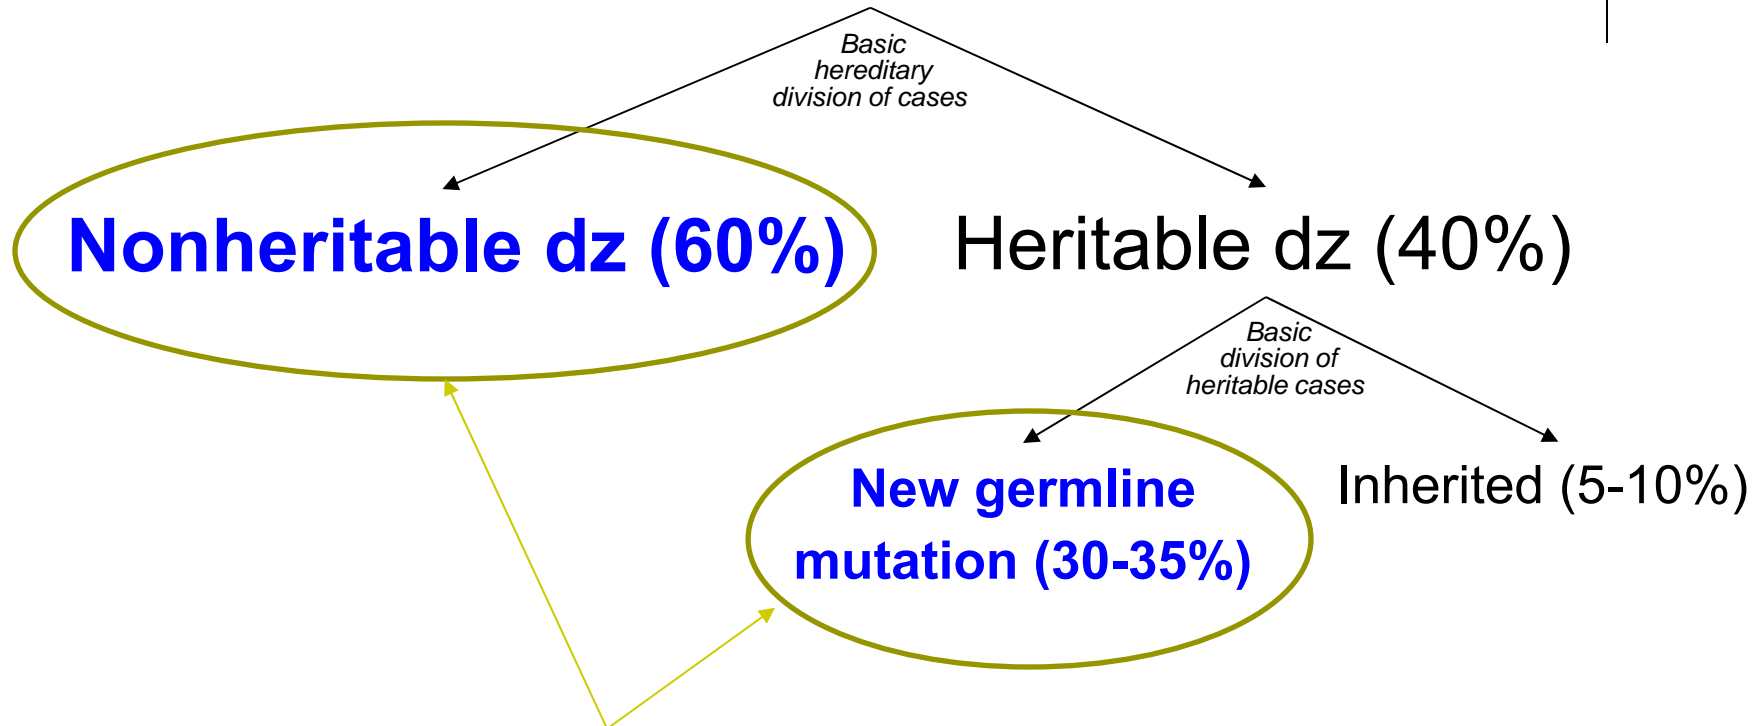 Basic
hereditary
division of cases
Nonheritable dz (60%)
Heritable dz (40%)
Basic
division of
heritable cases
New germline
mutation (30-35%)
Inherited (5-10%)